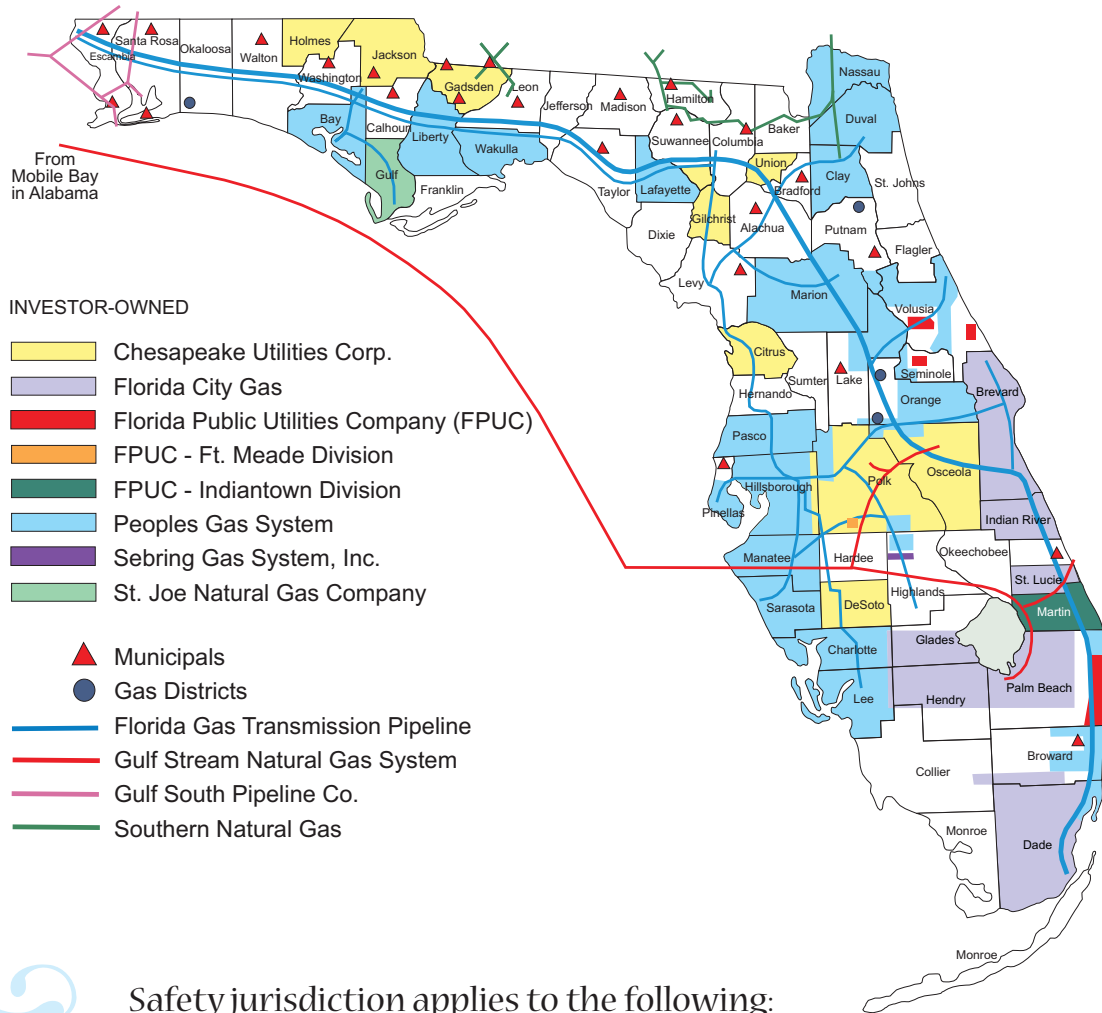 Santa Rosa
Escambia
Okaloosa
Walton
Holmes
Washington
Jackson
Gadsden
Leon
Jefferson
Madison
Hamilton
Suwannee
Columbia
Baker
Nassau
Duval
Bay
Calhoun
Liberty
Wakulla
Gulf
Franklin
Taylor
Lafayette
Union
Bradford
Clay
St. Johns
Dixie
Gilchrist
Alachua
Putnam
Flagler
Levy
Marion
Volusia
Citrus
Hernando
Sumter
Lake
Seminole
Orange
Brevard
Pasco
Pinellas
Hillsborough
Polk
Osceola
Indian River
Manatee
Hardee
Okeechobee
St. Lucie
Sarasota
DeSoto
Highlands
Martin
Charlotte
Glades
Lee
Hendry
Palm Beach
Collier
Broward
Monroe
Dade
Monroe
From
Mobile Bay
in Alabama
INVESTOR-OWNED
Chesapeake Utilities Corp.
Florida City Gas
Florida Public Utilities Company (FPUC)
FPUC - Ft. Meade Division
FPUC - Indiantown Division
Peoples Gas System
Sebring Gas System, Inc.
St. Joe Natural Gas Company
Municipals
Gas Districts
Florida Gas Transmission Pipeline
Gulf Stream Natural Gas System
Gulf South Pipeline Co.
Southern Natural Gas
Safety jurisdiction applies to the following: